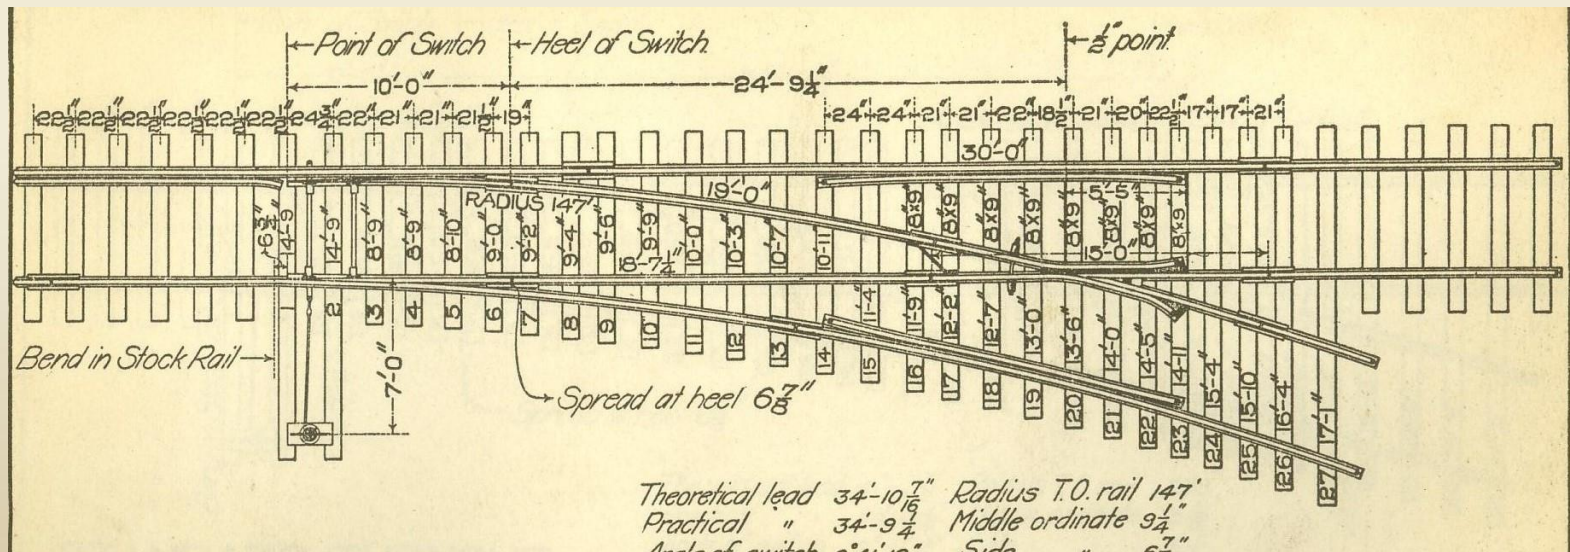 Point of Switch
Heel of Switch
½" point
10'-0"
24'-9¼"
22½" 22½" 22½" 22½" 22½" 22½" 24¾" 22" 21" 21" 21½" 19" 24" 24" 21" 21" 22" 18½" 21" 20" 22½" 17" 17" 21"
30'-0"
19'-0"
5'-5"
RADIUS 147'
8x9" 8x9" 8x9" 8x9" 8x9" 8x9" 8x9" 8x9"
6¾"
14'-9 14'-9" 8'-9" 8'-9" 8'-10" 9'-0" 9'-2" 9'-4" 9'-6" 9'-9" 10'-0" 10'-3" 10'-7" 10'-11"
15'-0"
18'-7¼"
11'-4" 11'-9" 12'-2" 12'-7" 13'-0" 13'-6" 14'-0" 14'-5" 14'-11" 15'-4" 15'-10" 16'-4" 17'-1"
1 2 3 4 5 6 7 8 9 10 11 12 13 14 15 16 17 18 19 20 21 22 23 24 25 26 27
Bend in Stock Rail
7'-0"
Spread at heel 6⅞"
Theoretical lead 34'-10 7/16" Radius T.O. rail 147'
Practical " 34'-9¼ Middle ordinate 9¼"
Angle of switch
Side " 6⅞"